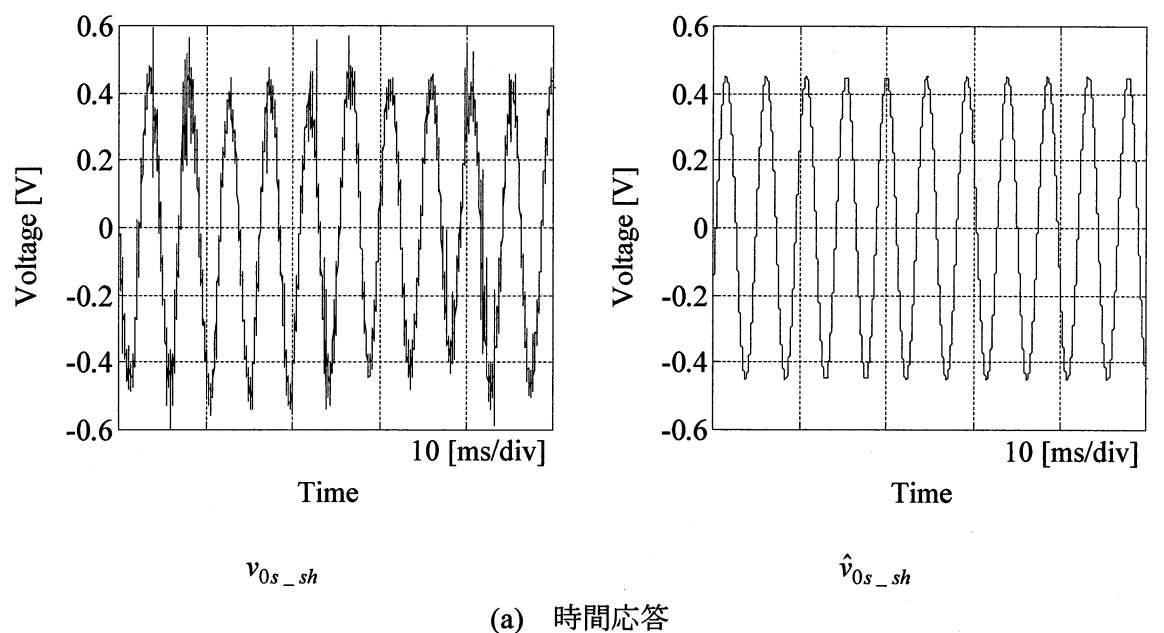 0.6
0.4
0.2
0
-0.2
-0.4
-0.6
Voltage [V]
10 [ms/div]
Time
v0s_sh
0.6
0.4
0.2
0
-0.2
-0.4
-0.6
Voltage [V]
10 [ms/div]
Time
v̂0s_sh
(a) 時間応答